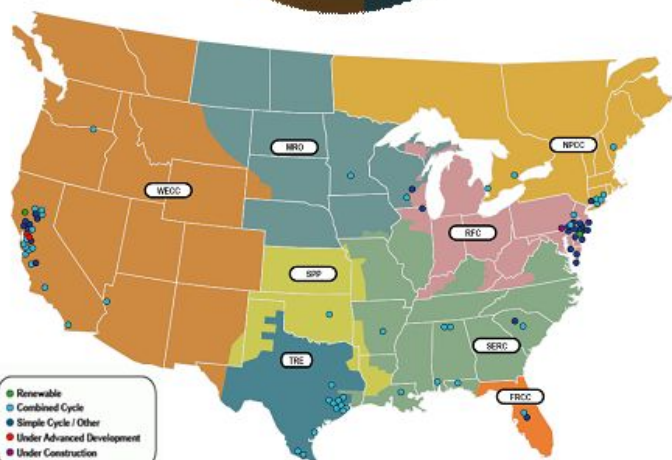 NPCC
MRO
WECC
RFC
SPP
SERC
TRE
FRCC
Renewable
Combined Cycle
Simple Cycle / Other
Under Advanced Development
Under Construction